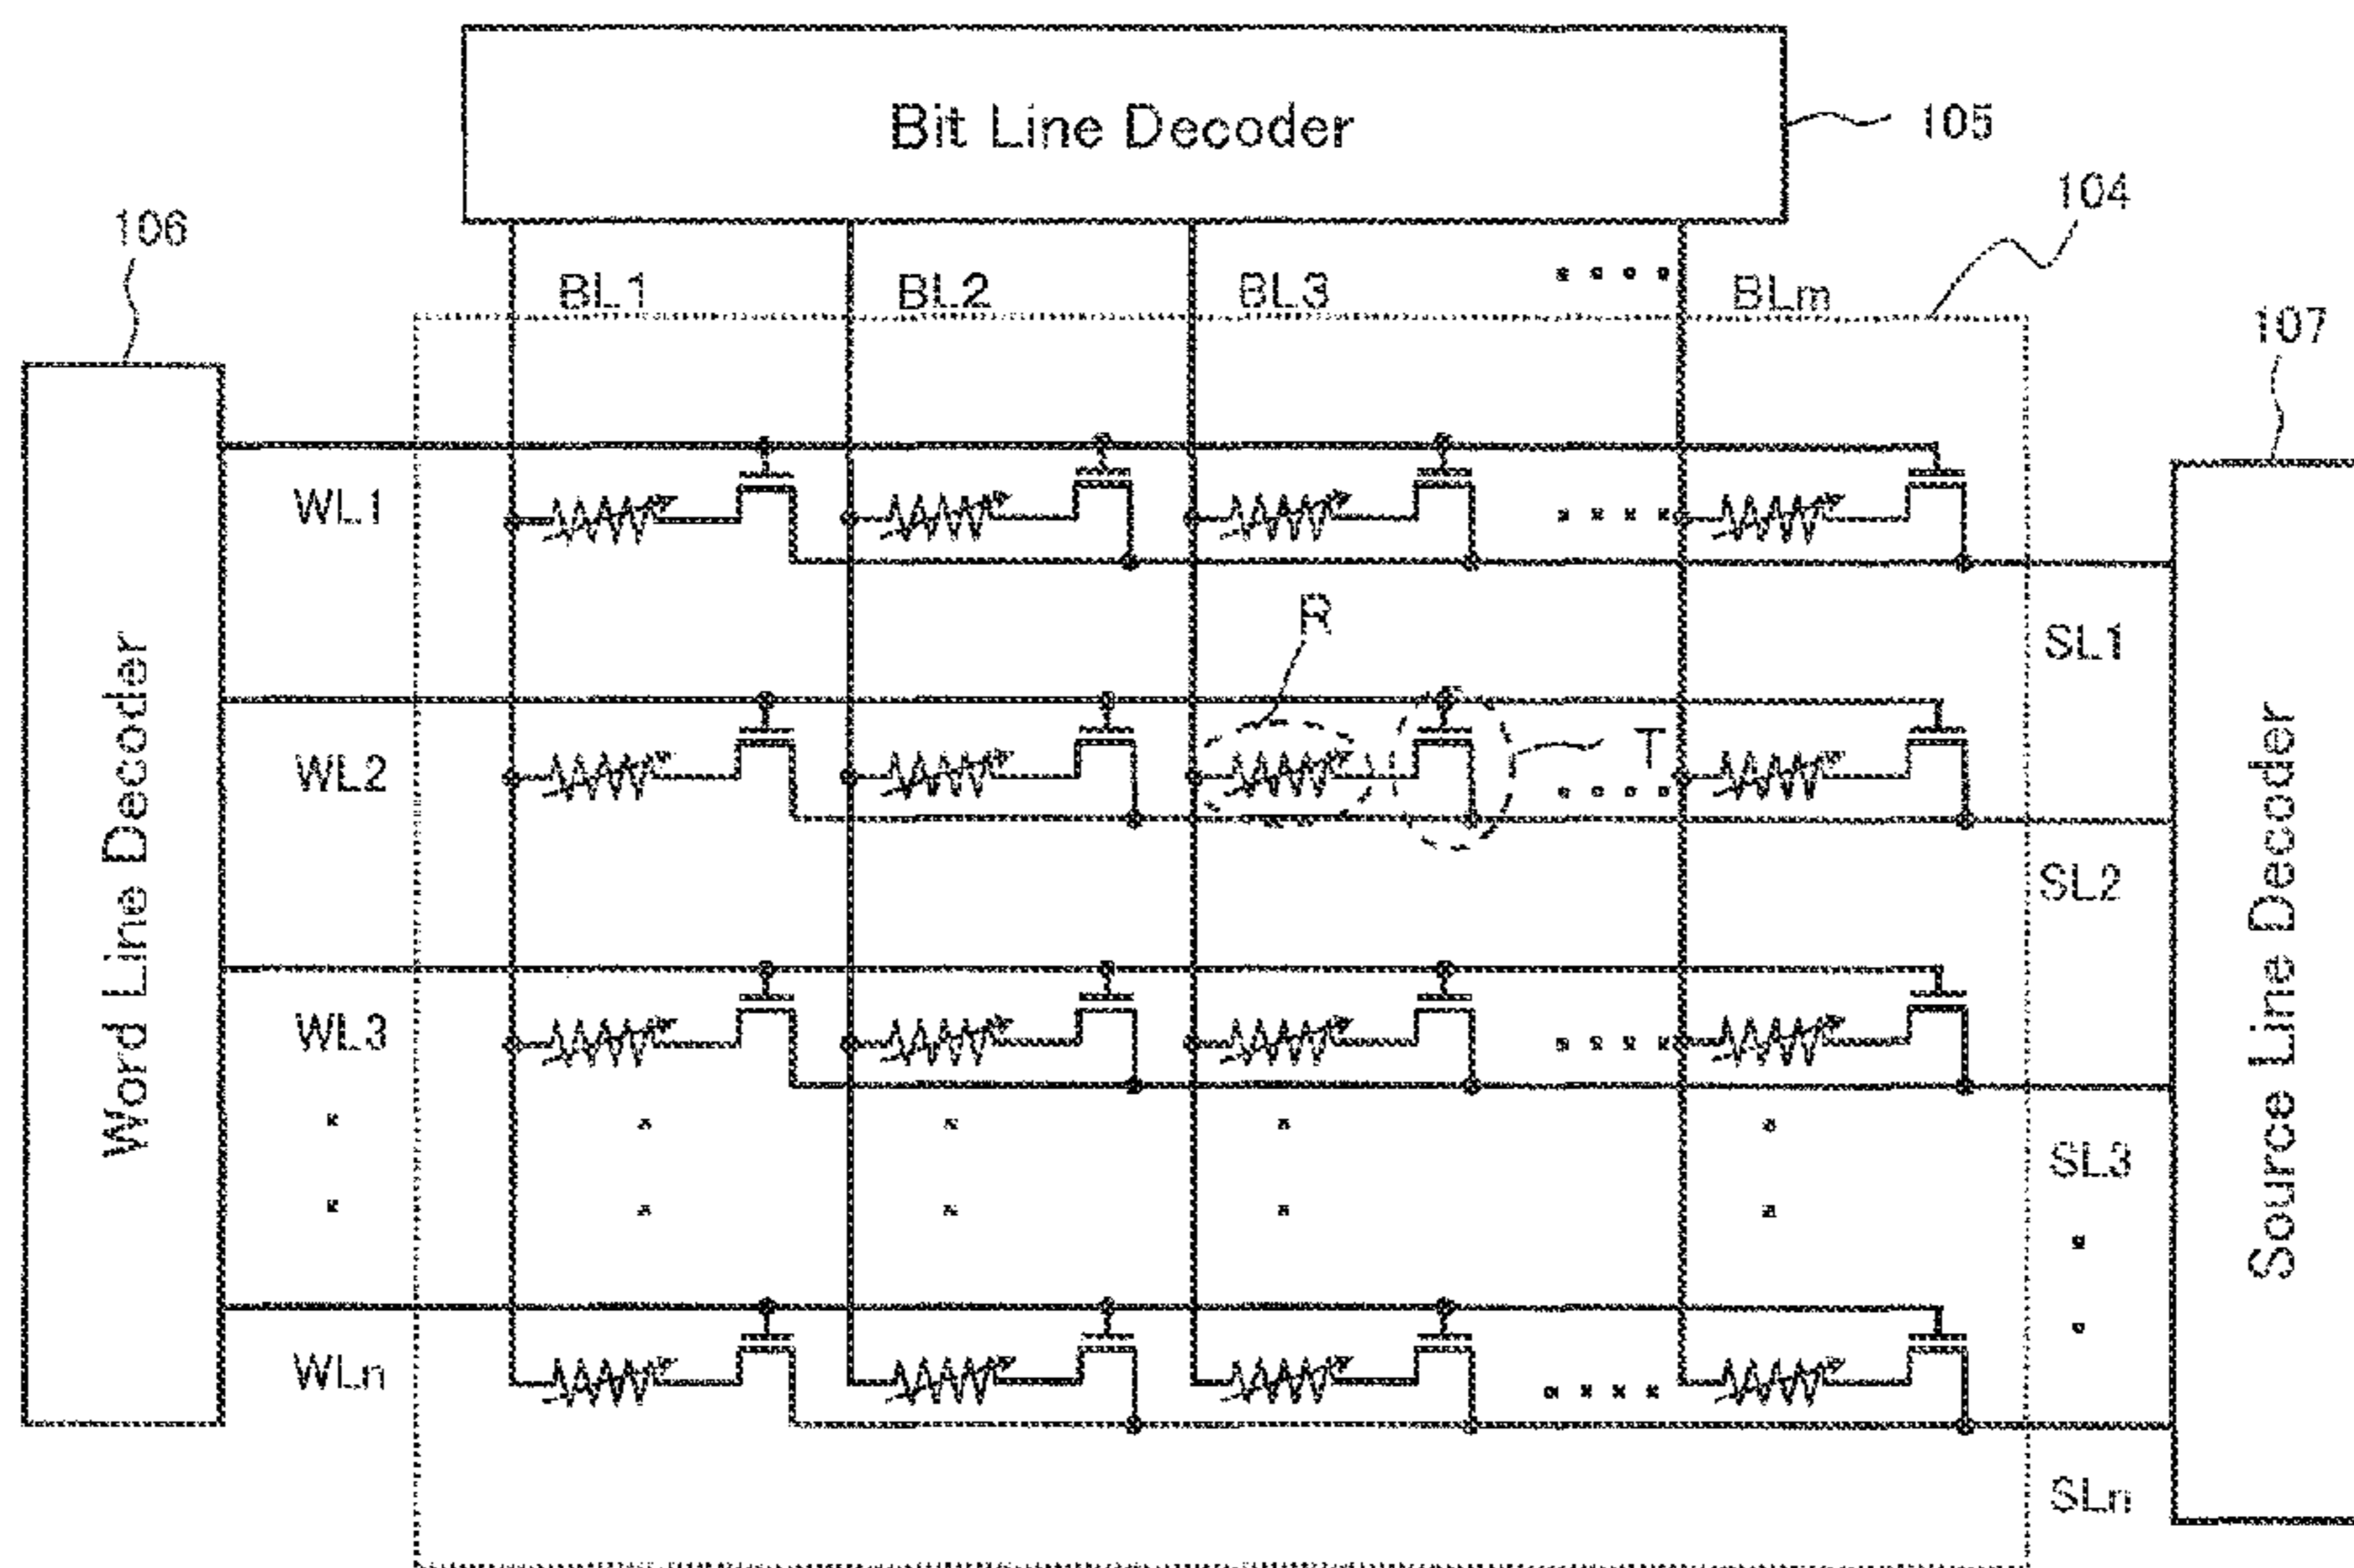 Bit Line Decoder
105
104
106
BL1 BL2 BL3 BLm
107
WL1
R
SL1
WL2
T
SL2
Word Line Decoder
Source Line Decoder
WL3
SL3
WLn
SLn